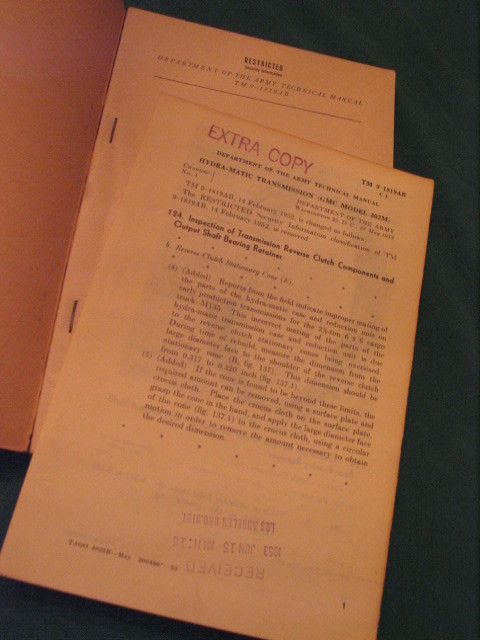 RESTRICTED
Security Information
DEPARTMENT OF THE ARMY TECHNICAL MANUAL
TM 9-1819AB
EXTRA COPY
TM 9-1819AB
C 1
DEPARTMENT OF THE ARMY TECHNICAL MANUAL
HYDRA-MATIC TRANSMISSION (GMC MODEL 302M)
CHANGES
No. 1
DEPARTMENT OF THE ARMY
WASHINGTON 25, D. C., May 1953
TM 9-1819AB, 14 February 1952, is changed as follows:
The RESTRICTED Security Information classification of TM
9-1819AB, 14 February 1952, is removed.
124. Inspection of Transmission Reverse Clutch Components and
Output Shaft Bearing Retainer
Reverse Clutch Stationary Cone
(4) (Added) Reports from the field indicate improper mating of
the parts of the hydra-matic case and reducing unit on
early production transmissions for the 2½-ton 6 x 6 cargo
truck M135. This incorrect mating of the parts of the
hydra-matic transmission case and reduction unit is due
to the reverse clutch stationary cones being oversized.
During time of rebuild, measure the dimension from the
large diameter face to the shoulder of the reverse clutch
stationary cone (B, fig. 137). This dimension should be
from 0.317 to 0.320 inch (fig. 137.1).
(5) (Added) If the cone is found to be beyond these limits, the
required amount can be removed, using a surface plate and
crocus cloth. Place the crocus cloth on the surface plate,
grasp the cone in the hand, and apply the large diameter face
of the cone (fig. 137.1) to the crocus cloth, using a circular
motion in order to remove the amount necessary to obtain
the desired dimension.
LOS ANGELES ORD.DIST.
1953 JUN 15
RECEIVED
1